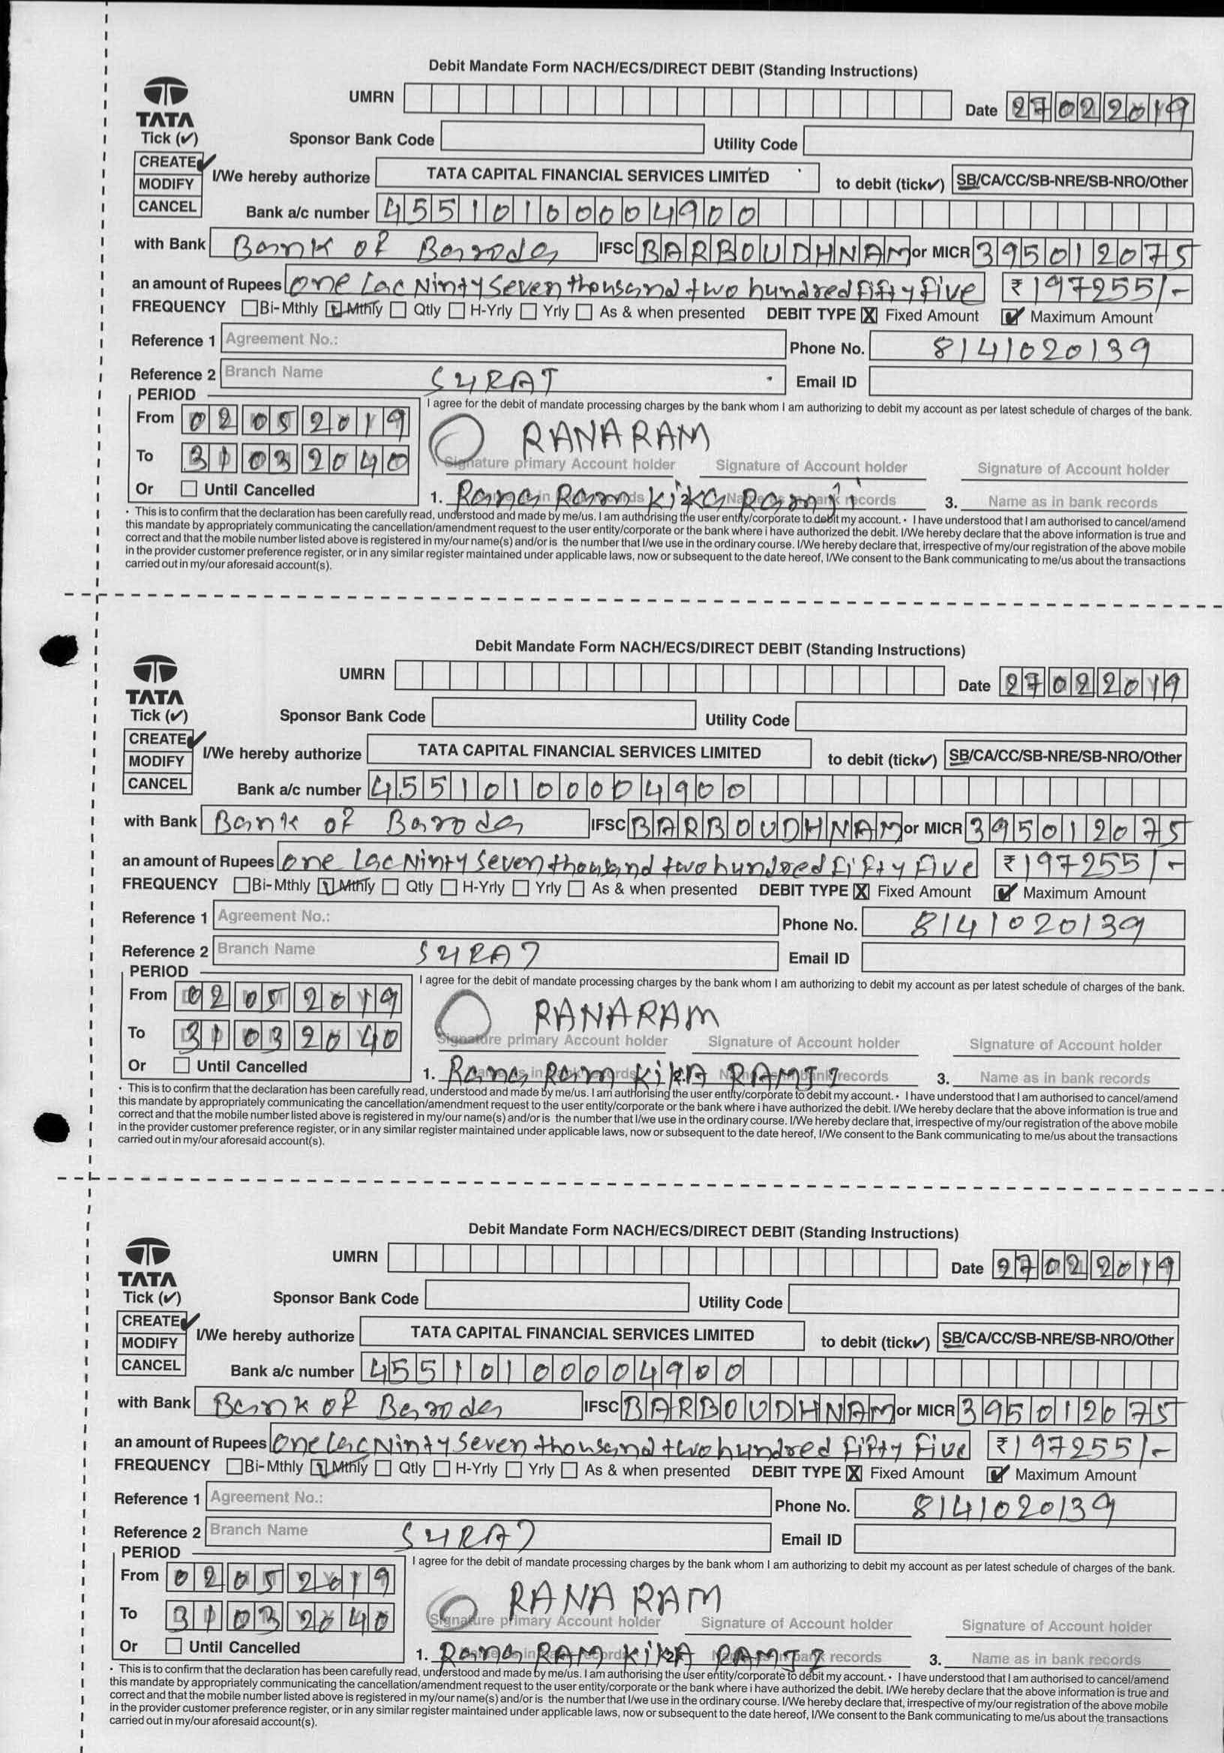 Debit Mandate Form NACH/ECS/DIRECT DEBIT (Standing Instructions)
UMRN Date 27022019
TATA
Tick (✓) Sponsor Bank Code Utility Code
CREATE ✓ I/We hereby authorize TATA CAPITAL FINANCIAL SERVICES LIMITED to debit (tick✓) SB/CA/CC/SB-NRE/SB-NRO/Other
MODIFY
CANCEL Bank a/c number 45510100004900
with Bank Bank of Baroda IFSC BARB0UDHNAM or MICR 395012075
an amount of Rupees One Lac Ninty Seven thousand two hundred fifty five ₹ 197255/-
FREQUENCY Bi-Mthly Mthly Qtly H-Yrly Yrly As & when presented DEBIT TYPE X Fixed Amount ✓ Maximum Amount
Reference 1 Agreement No.: Phone No. 8141020139
Reference 2 Branch Name SURAT Email ID
PERIOD
I agree for the debit of mandate processing charges by the bank whom I am authorizing to debit my account as per latest schedule of charges of the bank.
From 02052019 RANARAM
To 31032040 Signature primary Account holder Signature of Account holder Signature of Account holder
Or Until Cancelled 1. Rana Ram Kika Ramji 3. Name as in bank records
• This is to confirm that the declaration has been carefully read, understood and made by me/us. I am authorising the user entity/corporate to debit my account. • I have understood that I am authorised to cancel/amend
this mandate by appropriately communicating the cancellation/amendment request to the user entity/corporate or the bank where i have authorized the debit. I/We hereby declare that the above information is true and
correct and that the mobile number listed above is registered in my/our name(s) and/or is the number that I/we use in the ordinary course. I/We hereby declare that, irrespective of my/our registration of the above mobile
in the provider customer preference register, or in any similar register maintained under applicable laws, now or subsequent to the date hereof, I/We consent to the Bank communicating to me/us about the transactions
carried out in my/our aforesaid account(s).
Debit Mandate Form NACH/ECS/DIRECT DEBIT (Standing Instructions)
UMRN Date 27022019
TATA
Tick (✓) Sponsor Bank Code Utility Code
CREATE ✓ I/We hereby authorize TATA CAPITAL FINANCIAL SERVICES LIMITED to debit (tick✓) SB/CA/CC/SB-NRE/SB-NRO/Other
MODIFY
CANCEL Bank a/c number 45510100004900
with Bank Bank of Baroda IFSC BARB0UDHNAM or MICR 395012075
an amount of Rupees One Lac Ninty Seven thousand two hundred fifty five ₹ 197255/-
FREQUENCY Bi-Mthly Mthly Qtly H-Yrly Yrly As & when presented DEBIT TYPE X Fixed Amount ✓ Maximum Amount
Reference 1 Agreement No.: Phone No. 8141020139
Reference 2 Branch Name SURAT Email ID
PERIOD
I agree for the debit of mandate processing charges by the bank whom I am authorizing to debit my account as per latest schedule of charges of the bank.
From 02052019 RANARAM
To 31032040 Signature primary Account holder Signature of Account holder Signature of Account holder
Or Until Cancelled 1. Rana Ram KikA RAMJI 3. Name as in bank records
• This is to confirm that the declaration has been carefully read, understood and made by me/us. I am authorising the user entity/corporate to debit my account. • I have understood that I am authorised to cancel/amend
this mandate by appropriately communicating the cancellation/amendment request to the user entity/corporate or the bank where i have authorized the debit. I/We hereby declare that the above information is true and
correct and that the mobile number listed above is registered in my/our name(s) and/or is the number that I/we use in the ordinary course. I/We hereby declare that, irrespective of my/our registration of the above mobile
in the provider customer preference register, or in any similar register maintained under applicable laws, now or subsequent to the date hereof, I/We consent to the Bank communicating to me/us about the transactions
carried out in my/our aforesaid account(s).
Debit Mandate Form NACH/ECS/DIRECT DEBIT (Standing Instructions)
UMRN Date 27022019
TATA
Tick (✓) Sponsor Bank Code Utility Code
CREATE ✓ I/We hereby authorize TATA CAPITAL FINANCIAL SERVICES LIMITED to debit (tick✓) SB/CA/CC/SB-NRE/SB-NRO/Other
MODIFY
CANCEL Bank a/c number 45510100004900
with Bank Bank of Baroda IFSC BARB0UDHNAM or MICR 395012075
an amount of Rupees One Lac Ninty Seven thousand two hundred fifty five ₹ 197255/-
FREQUENCY Bi-Mthly Mthly Qtly H-Yrly Yrly As & when presented DEBIT TYPE X Fixed Amount ✓ Maximum Amount
Reference 1 Agreement No.: Phone No. 8141020139
Reference 2 Branch Name SURAT Email ID
PERIOD
I agree for the debit of mandate processing charges by the bank whom I am authorizing to debit my account as per latest schedule of charges of the bank.
From 02052019 RANA RAM
To 31032040 Signature primary Account holder Signature of Account holder Signature of Account holder
Or Until Cancelled 1. Rana RAM KikA RAMJI 3. Name as in bank records
• This is to confirm that the declaration has been carefully read, understood and made by me/us. I am authorising the user entity/corporate to debit my account. • I have understood that I am authorised to cancel/amend
this mandate by appropriately communicating the cancellation/amendment request to the user entity/corporate or the bank where i have authorized the debit. I/We hereby declare that the above information is true and
correct and that the mobile number listed above is registered in my/our name(s) and/or is the number that I/we use in the ordinary course. I/We hereby declare that, irrespective of my/our registration of the above mobile
in the provider customer preference register, or in any similar register maintained under applicable laws, now or subsequent to the date hereof, I/We consent to the Bank communicating to me/us about the transactions
carried out in my/our aforesaid account(s).